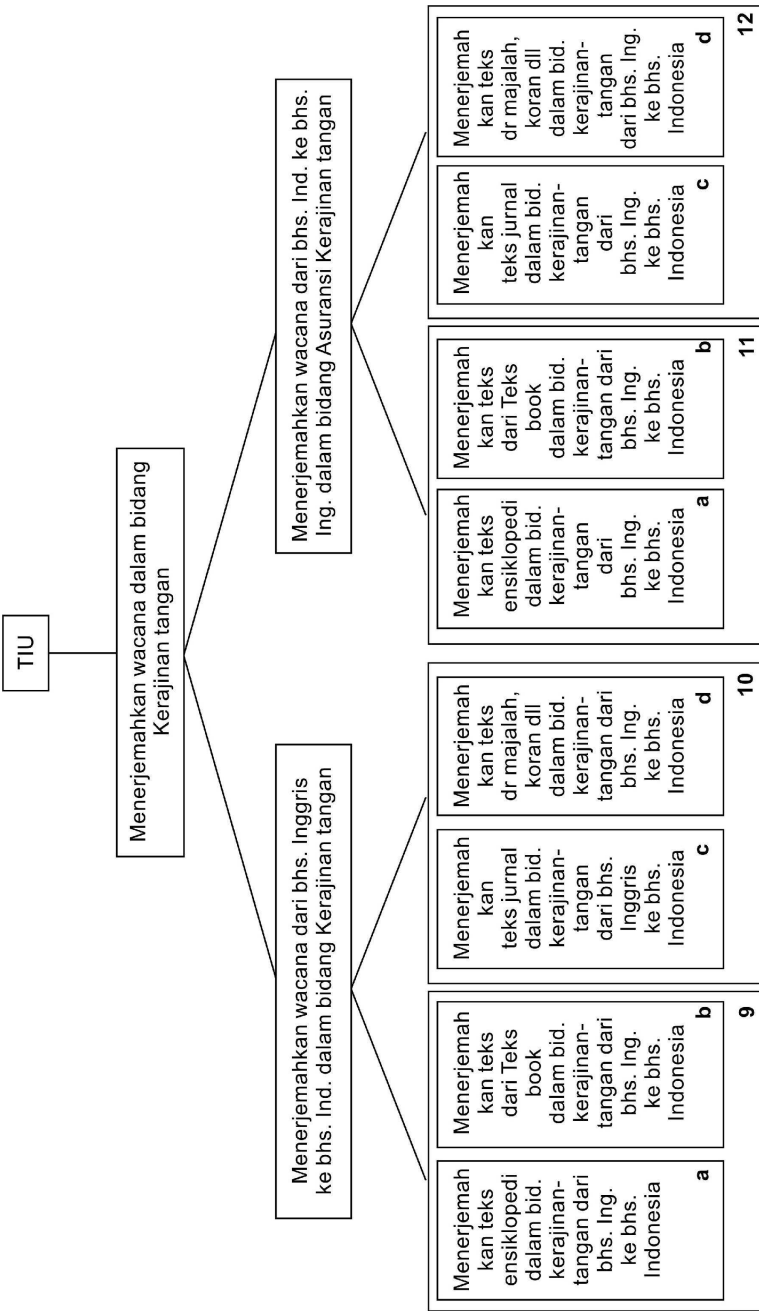 TIU
Menerjemahkan wacana dalam bidang
Kerajinan tangan
Menerjemahkan wacana dari bhs. Inggris
ke bhs. Ind. dalam bidang Kerajinan tangan
Menerjemahkan wacana dari bhs. Ind. ke bhs.
Ing. dalam bidang Asuransi Kerajinan tangan
Menerjemah
kan teks
ensiklopedi
dalam bid.
kerajinan-
tangan dari
bhs. Ing.
ke bhs.
Indonesia
a
Menerjemah
kan teks
dari Teks
book
dalam bid.
kerajinan-
tangan dari
bhs. Ing.
ke bhs.
Indonesia
b
9
Menerjemah
kan
teks jurnal
dalam bid.
kerajinan-
tangan
dari bhs.
Inggris
ke bhs.
Indonesia
c
Menerjemah
kan teks
dr majalah,
koran dll
dalam bid.
kerajinan-
tangan dari
bhs. Ing.
ke bhs.
Indonesia
d
10
Menerjemah
kan teks
ensiklopedi
dalam bid.
kerajinan-
tangan
dari
bhs. Ing.
ke bhs.
Indonesia
a
Menerjemah
kan teks
dari Teks
book
dalam bid.
kerajinan-
tangan dari
bhs. Ing.
ke bhs.
Indonesia
b
11
Menerjemah
kan
teks jurnal
dalam bid.
kerajinan-
tangan
dari
bhs. Ing.
ke bhs.
Indonesia
c
Menerjemah
kan teks
dr majalah,
koran dll
dalam bid.
kerajinan-
tangan
dari bhs. Ing.
ke bhs.
Indonesia
d
12